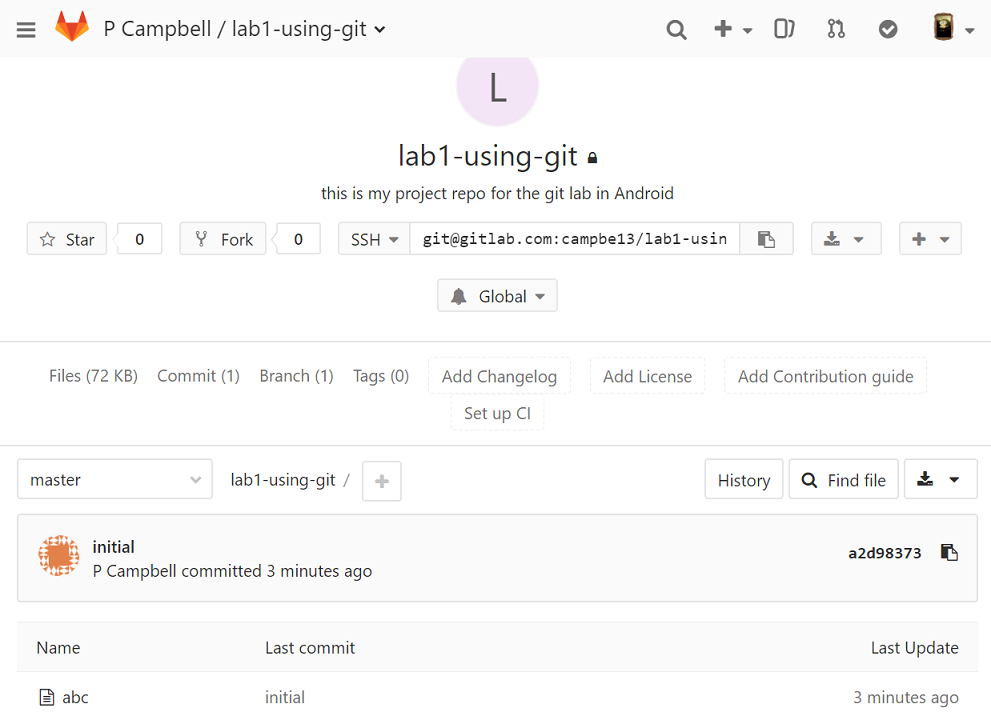 P Campbell / lab1-using-git
L
lab1-using-git
this is my project repo for the git lab in Android
Star 0 Fork 0 SSH git@gitlab.com:campbe13/lab1-usin
Global
Files (72 KB) Commit (1) Branch (1) Tags (0) Add Changelog Add License Add Contribution guide
Set up CI
master lab1-using-git / + History Find file
initial
P Campbell committed 3 minutes ago
a2d98373
Name Last commit Last Update
abc initial 3 minutes ago